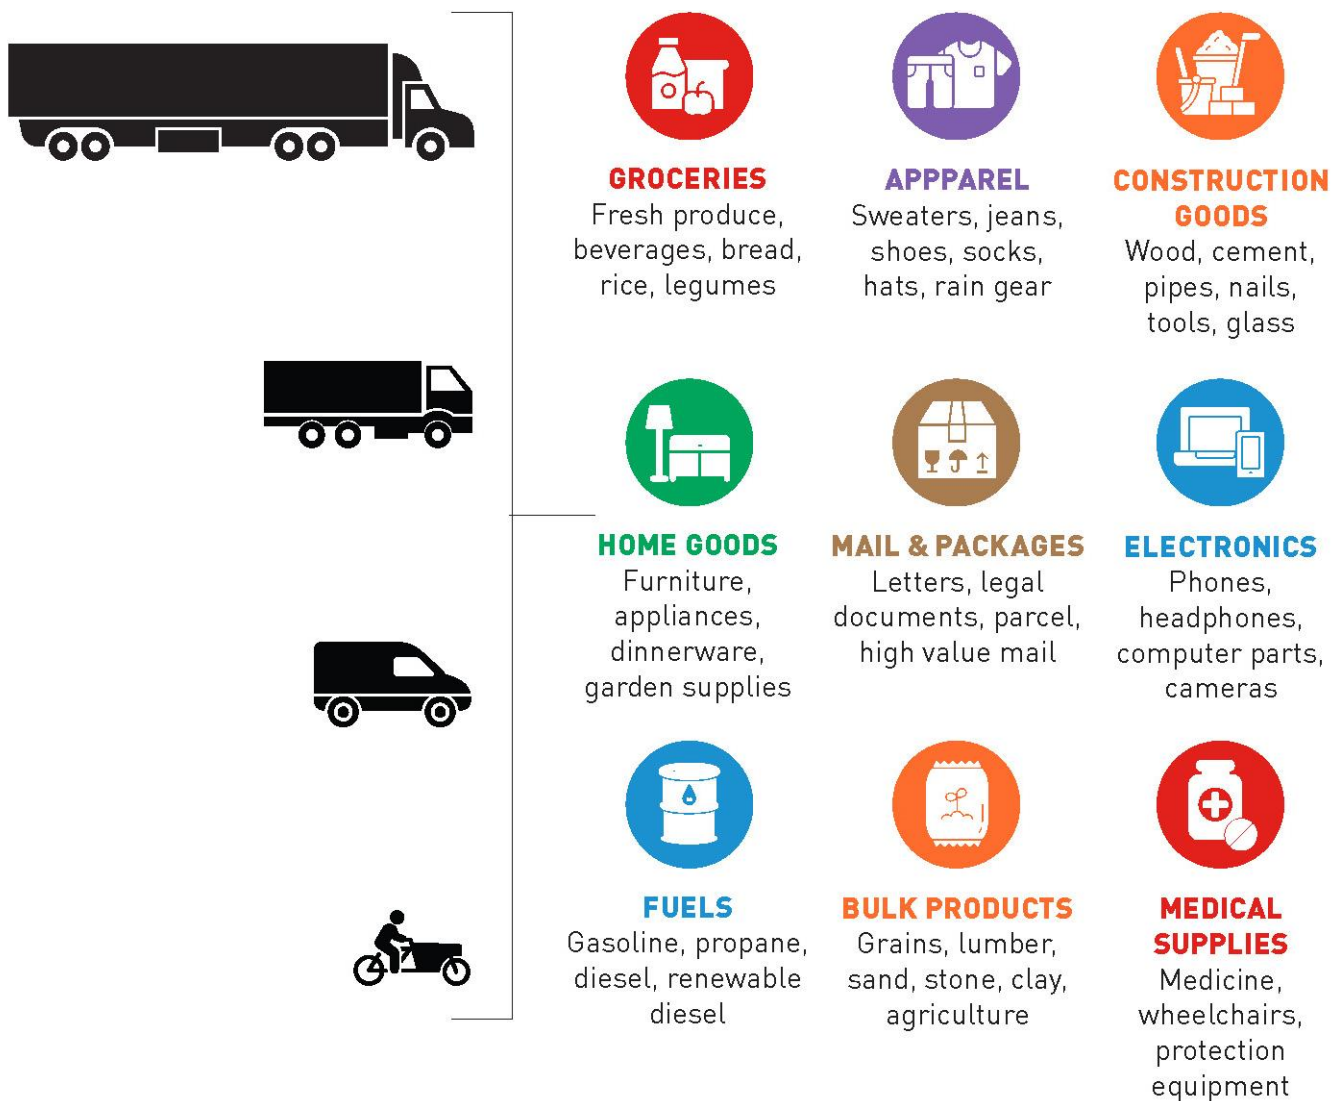 GROCERIES
Fresh produce,
beverages, bread,
rice, legumes
APPPAREL
Sweaters, jeans,
shoes, socks,
hats, rain gear
CONSTRUCTION
GOODS
Wood, cement,
pipes, nails,
tools, glass
HOME GOODS
Furniture,
appliances,
dinnerware,
garden supplies
MAIL & PACKAGES
Letters, legal
documents, parcel,
high value mail
ELECTRONICS
Phones,
headphones,
computer parts,
cameras
FUELS
Gasoline, propane,
diesel, renewable
diesel
BULK PRODUCTS
Grains, lumber,
sand, stone, clay,
agriculture
MEDICAL
SUPPLIES
Medicine,
wheelchairs,
protection
equipment